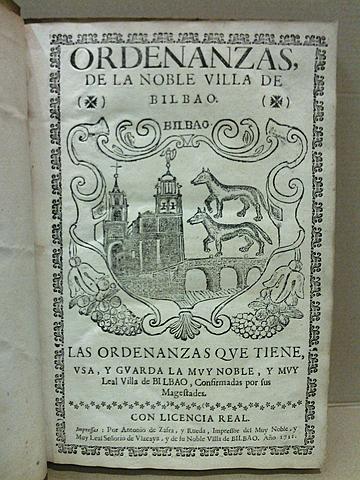 ORDENANZAS,
DE LA NOBLE VILLA DE
BILBAO.
BILBAO
LAS ORDENANZAS QVE TIENE,
VSA, Y GVARDA LA MVY NOBLE, Y MVY
Leal Villa de BILBAO, Confirmadas por sus
Magestades.
CON LICENCIA REAL.
Impressas: Por Antonio de Zafra, y Rueda, Impressor del Muy Noble, y
Muy Leal Señorio de Vizcaya, y de su Noble Villa de BILBAO. Año 1711.